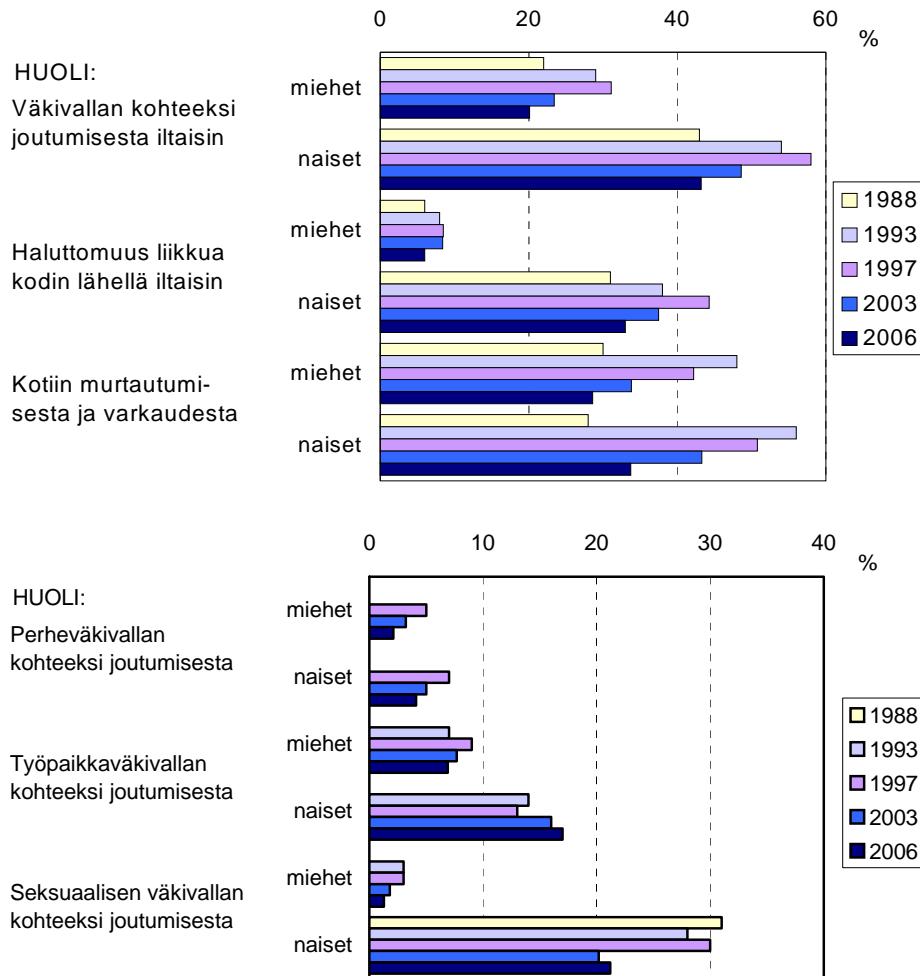 0 20 40 60
%
HUOLI:
Väkivallan kohteeksi
joutumisesta iltaisin
miehet
naiset
Haluttomuus liikkua
kodin lähellä iltaisin
miehet
naiset
Kotiin murtautumi-
sesta ja varkaudesta
miehet
naiset
1988
1993
1997
2003
2006
0 10 20 30 40
%
HUOLI:
Perheväkivallan
kohteeksi joutumisesta
miehet
naiset
Työpaikkaväkivallan
kohteeksi joutumisesta
miehet
naiset
Seksuaalisen väkivallan
kohteeksi joutumisesta
miehet
naiset
1988
1993
1997
2003
2006